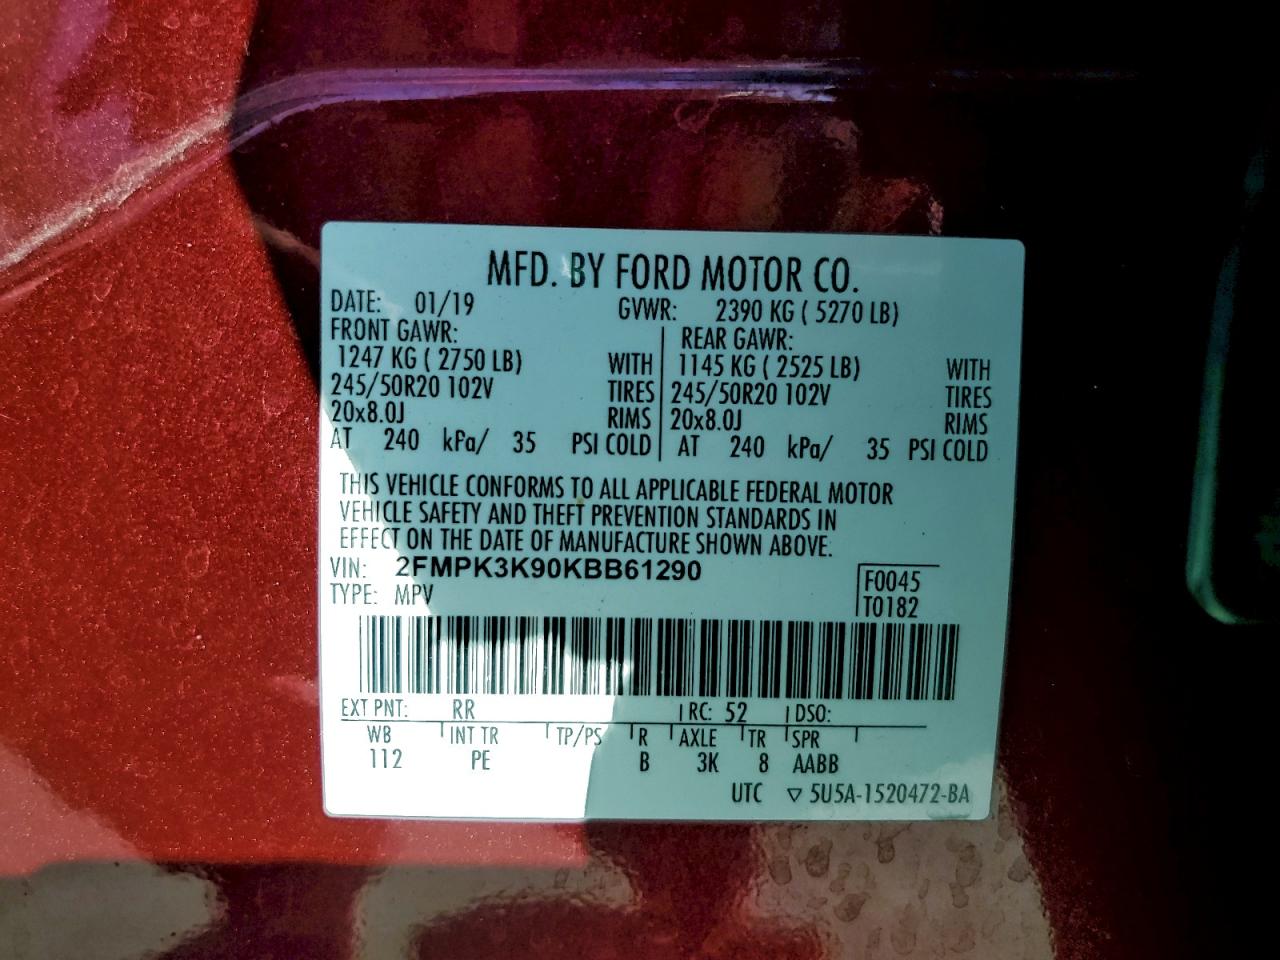 MFD. BY FORD MOTOR CO.
DATE: 01/19 GVWR: 2390 KG ( 5270 LB)
FRONT GAWR: REAR GAWR:
1247 KG ( 2750 LB) WITH 1145 KG ( 2525 LB) WITH
245/50R20 102V TIRES 245/50R20 102V TIRES
20x8.0J RIMS 20x8.0J RIMS
AT 240 kPa/ 35 PSI COLD AT 240 kPa/ 35 PSI COLD
THIS VEHICLE CONFORMS TO ALL APPLICABLE FEDERAL MOTOR
VEHICLE SAFETY AND THEFT PREVENTION STANDARDS IN
EFFECT ON THE DATE OF MANUFACTURE SHOWN ABOVE.
VIN: 2FMPK3K90KBB61290 F0045
TYPE: MPV T0182
EXT PNT: RR RC: 52 DSO:
WB INT TR TP/PS R AXLE TR SPR
112 PE B 3K 8 AABB
UTC ▽ 5U5A-1520472-BA